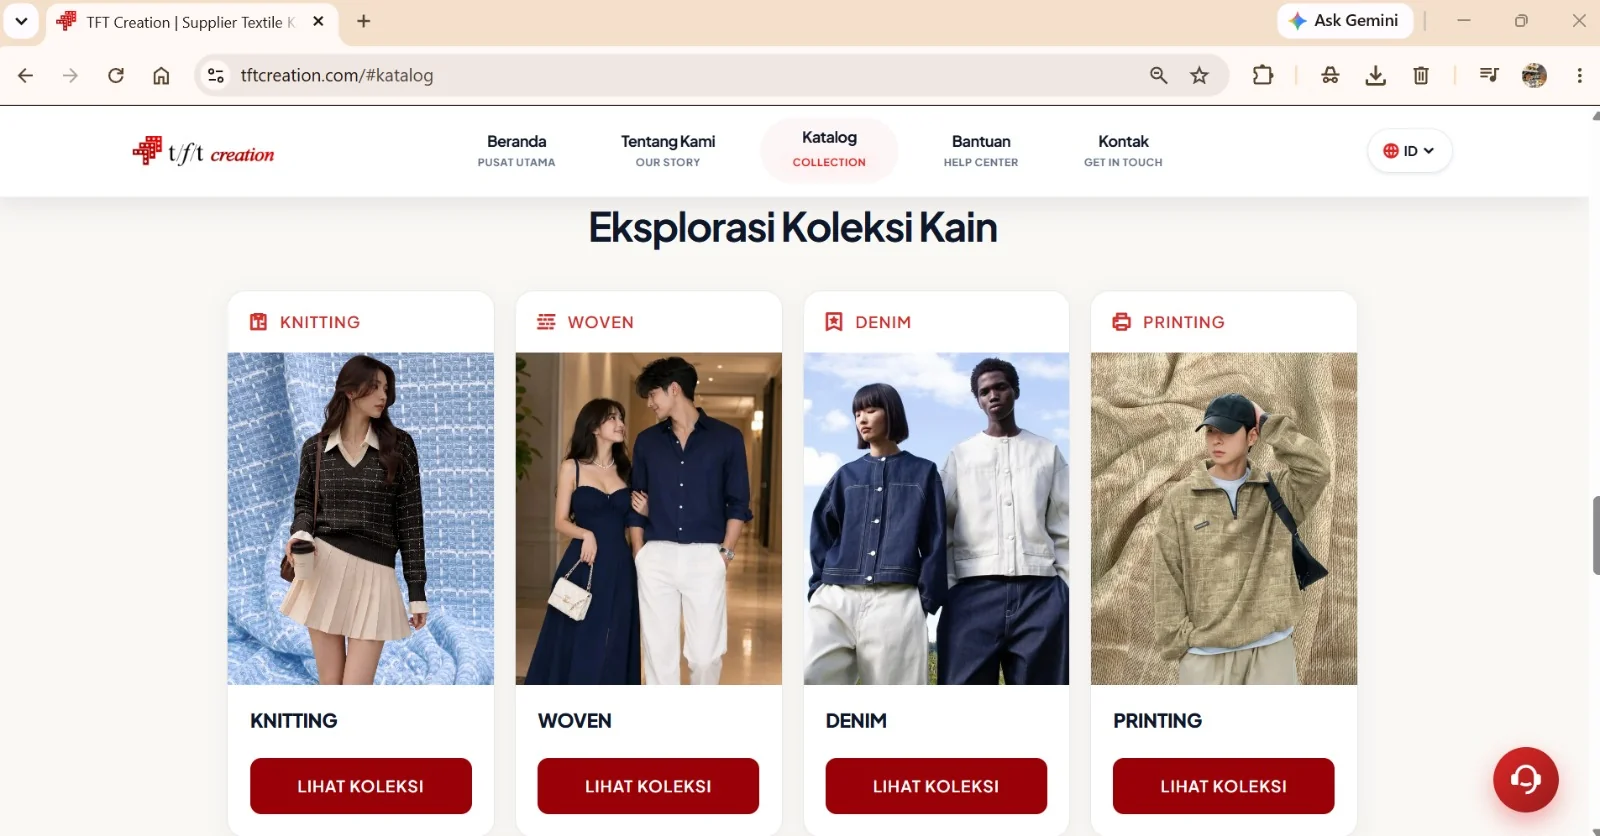 TFT Creation | Supplier Textile K
Ask Gemini
tftcreation.com/#katalog
t/f/t creation
Beranda
PUSAT UTAMA
Tentang Kami
OUR STORY
Katalog
COLLECTION
Bantuan
HELP CENTER
Kontak
GET IN TOUCH
ID
Eksplorasi Koleksi Kain
KNITTING
WOVEN
DENIM
PRINTING
KNITTING
WOVEN
DENIM
PRINTING
LIHAT KOLEKSI
LIHAT KOLEKSI
LIHAT KOLEKSI
LIHAT KOLEKSI